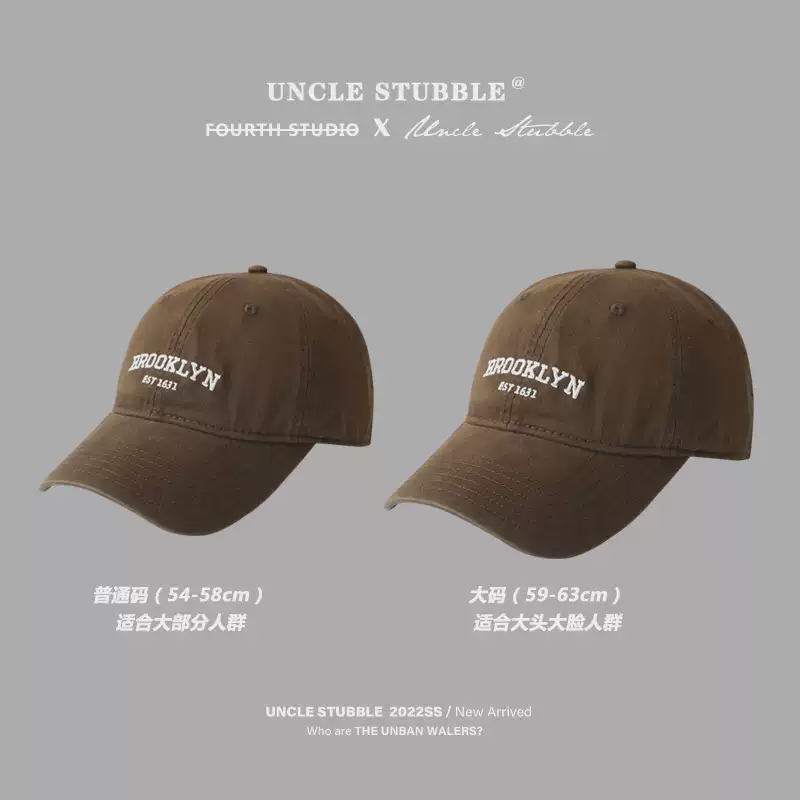 UNCLE STUBBLE@
FOURTH STUDIO X Uncle Stubble
BROOKLYN
EST 1631
BROOKLYN
EST 1631
普通码（54-58cm）
适合大部分人群
大码（59-63cm）
适合大头大脸人群
UNCLE STUBBLE 2022SS / New Arrived
Who are THE UNBAN WALERS?